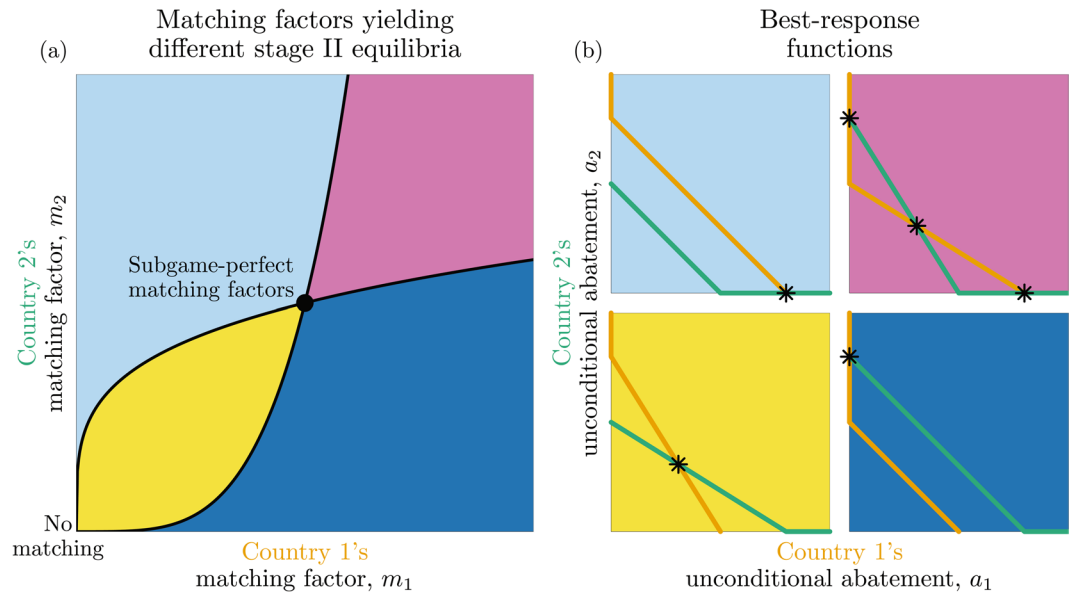 (a)
Matching factors yielding
different stage II equilibria
Country 2's
matching factor, m₂
Subgame-perfect
matching factors
No
matching
Country 1's
matching factor, m₁
(b)
Best-response
functions
Country 2's
unconditional abatement, a₂
Country 1's
unconditional abatement, a₁